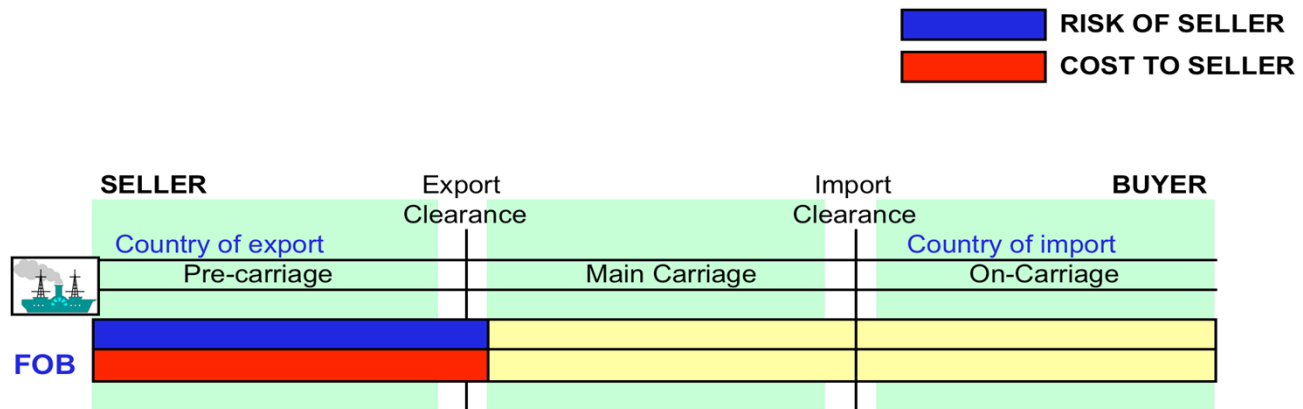 RISK OF SELLER
COST TO SELLER
SELLER
Export
Clearance
Import
Clearance
BUYER
Country of export
Country of import
Pre-carriage
Main Carriage
On-Carriage
FOB